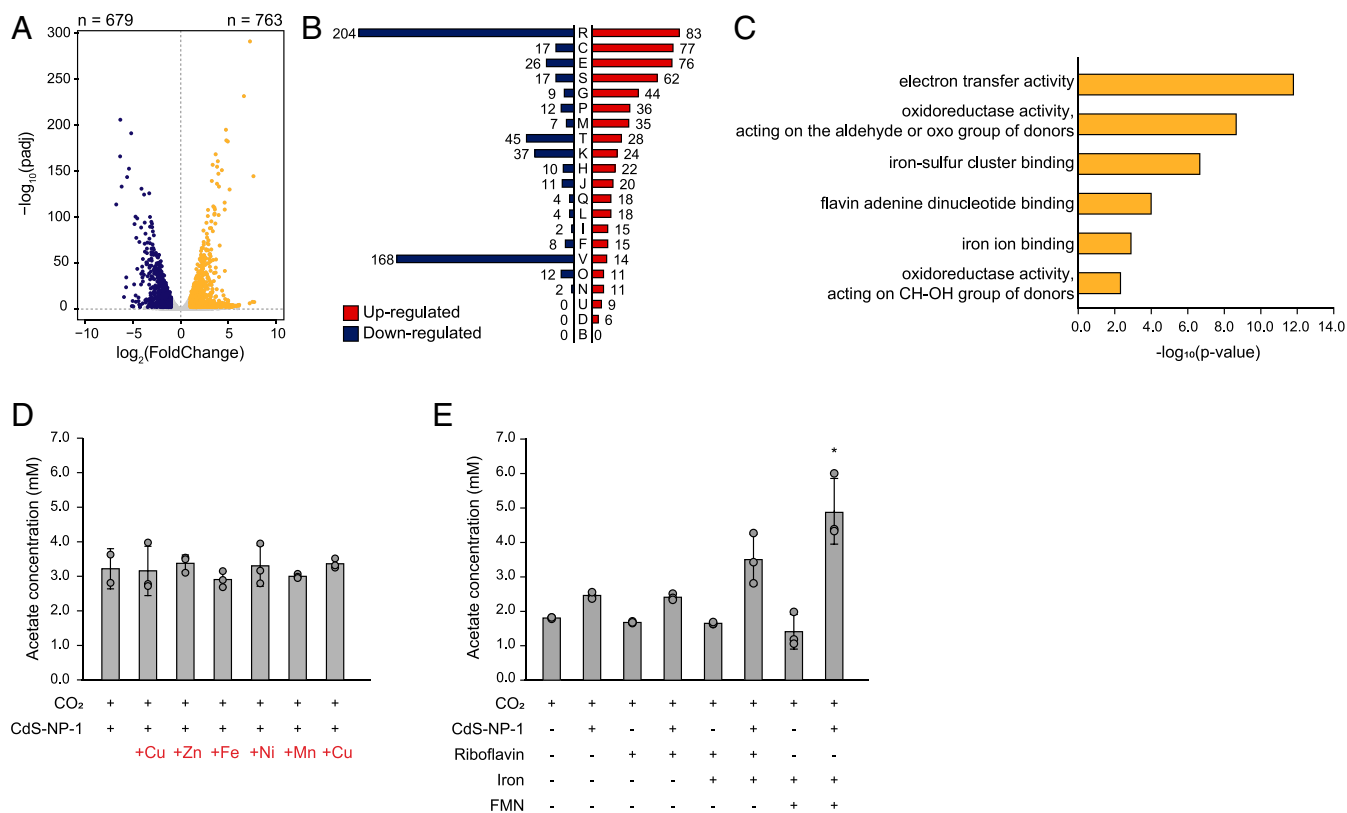 A
n = 679
n = 763
300
250
200
150
100
50
0
−log₁₀(padj)
−10
−5
0
5
10
log₂(FoldChange)
B
204 R 83
17 C 77
26 E 76
17 S 62
9 G 44
12 P 36
7 M 35
45 T 28
37 K 24
10 H 22
11 J 20
4 Q 18
4 L 18
2 I 15
8 F 15
168 V 14
12 O 11
2 N 11
0 U 9
0 D 6
0 B 0
Up-regulated
Down-regulated
C
electron transfer activity
oxidoreductase activity,
acting on the aldehyde or oxo group of donors
iron-sulfur cluster binding
flavin adenine dinucleotide binding
iron ion binding
oxidoreductase activity,
acting on CH-OH group of donors
0.0 2.0 4.0 6.0 8.0 10.0 12.0 14.0
-log₁₀(p-value)
D
7.0
6.0
5.0
4.0
3.0
2.0
1.0
0
Acetate concentration (mM)
CO₂ + + + + + + +
CdS-NP-1 + + + + + + +
+Cu +Zn +Fe +Ni +Mn +Cu
E
7.0
6.0
5.0
4.0
3.0
2.0
1.0
0
Acetate concentration (mM)
*
CO₂ + + + + + + + +
CdS-NP-1 - + - + - + - +
Riboflavin - - + + + + - -
Iron - - - - + + + +
FMN - - - - - - + +